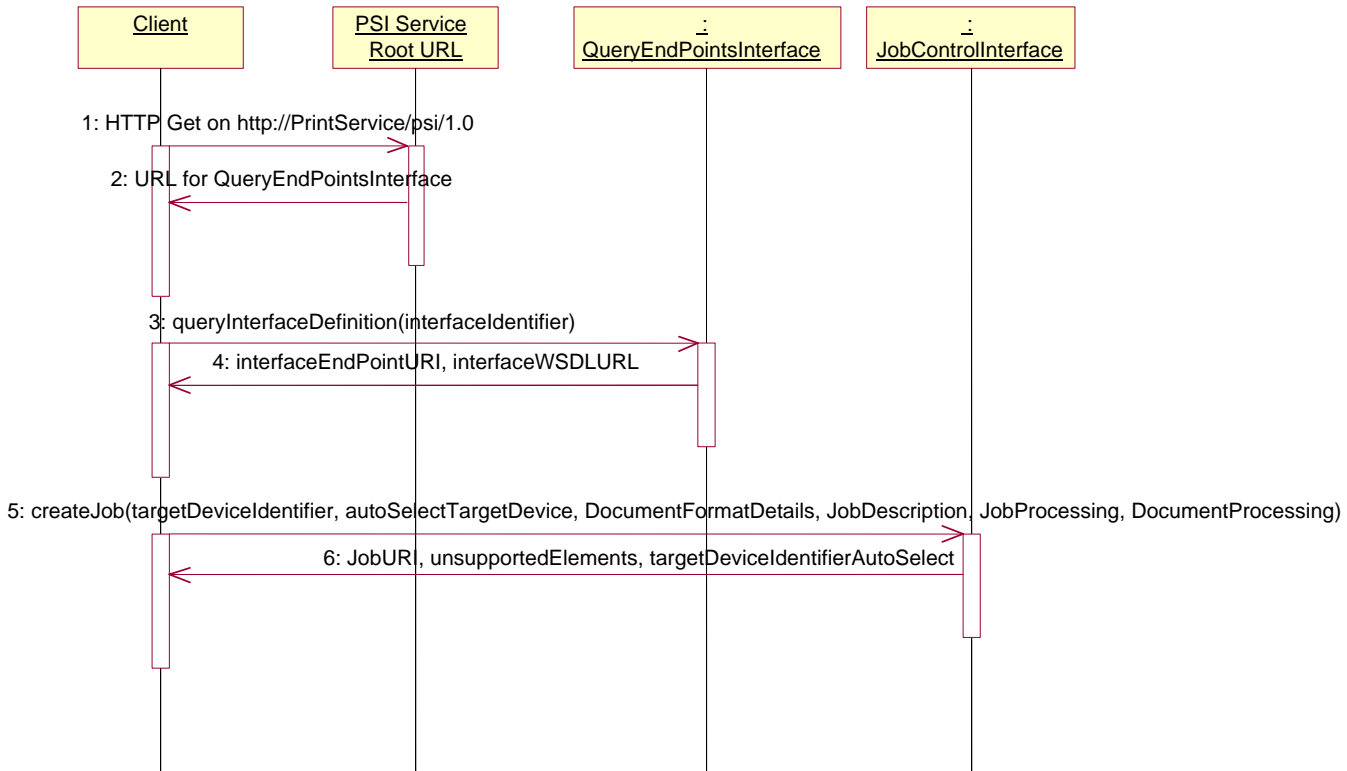 Client
PSI Service
Root URL
:
QueryEndPointsInterface
:
JobControlInterface
1: HTTP Get on http://PrintService/psi/1.0
2: URL for QueryEndPointsInterface
3: queryInterfaceDefinition(interfaceIdentifier)
4: interfaceEndPointURI, interfaceWSDLURL
5: createJob(targetDeviceIdentifier, autoSelectTargetDevice, DocumentFormatDetails, JobDescription, JobProcessing, DocumentProcessing)
6: JobURI, unsupportedElements, targetDeviceIdentifierAutoSelect